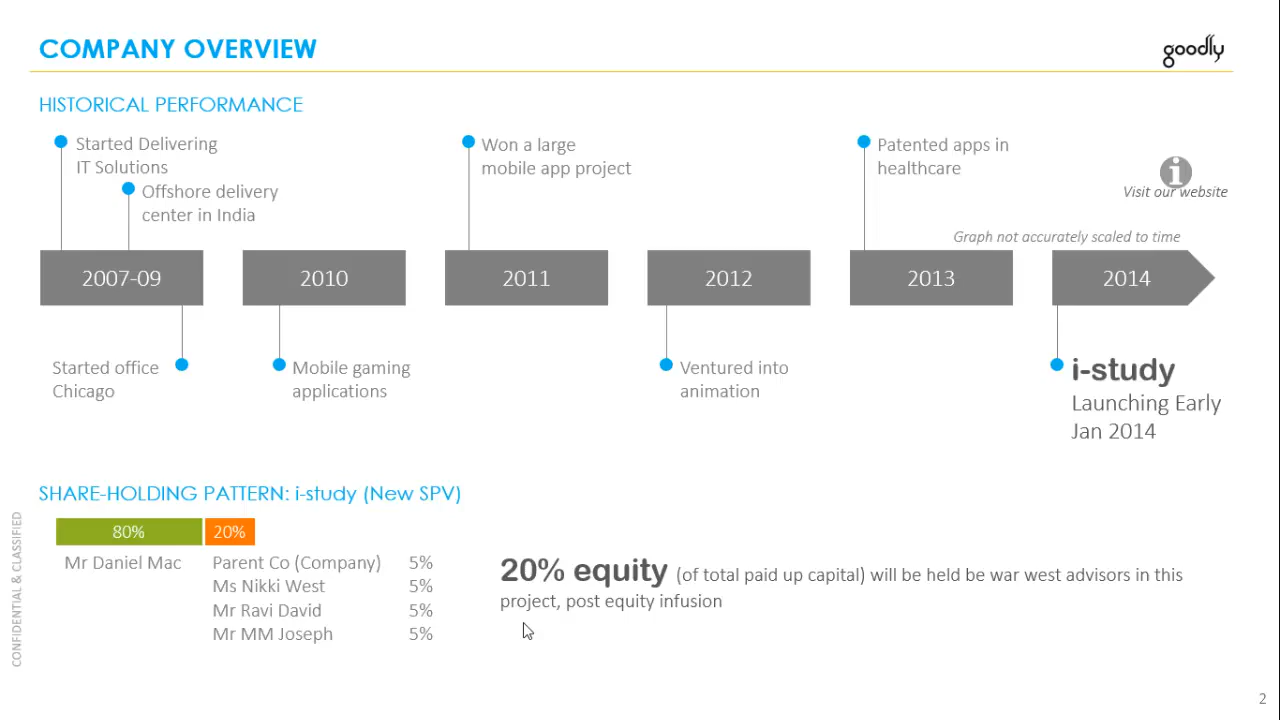 COMPANY OVERVIEW
goodly
HISTORICAL PERFORMANCE
Started Delivering
IT Solutions
Offshore delivery
center in India
Won a large
mobile app project
Patented apps in
healthcare
i
Visit our website
Graph not accurately scaled to time
2007-09
2010
2011
2012
2013
2014
Started office
Chicago
Mobile gaming
applications
Ventured into
animation
i-study
Launching Early
Jan 2014
SHARE-HOLDING PATTERN: i-study (New SPV)
80%
20%
Mr Daniel Mac
Parent Co (Company) 5%
Ms Nikki West 5%
Mr Ravi David 5%
Mr MM Joseph 5%
20% equity (of total paid up capital) will be held be war west advisors in this
project, post equity infusion
CONFIDENTIAL & CLASSIFIED
2